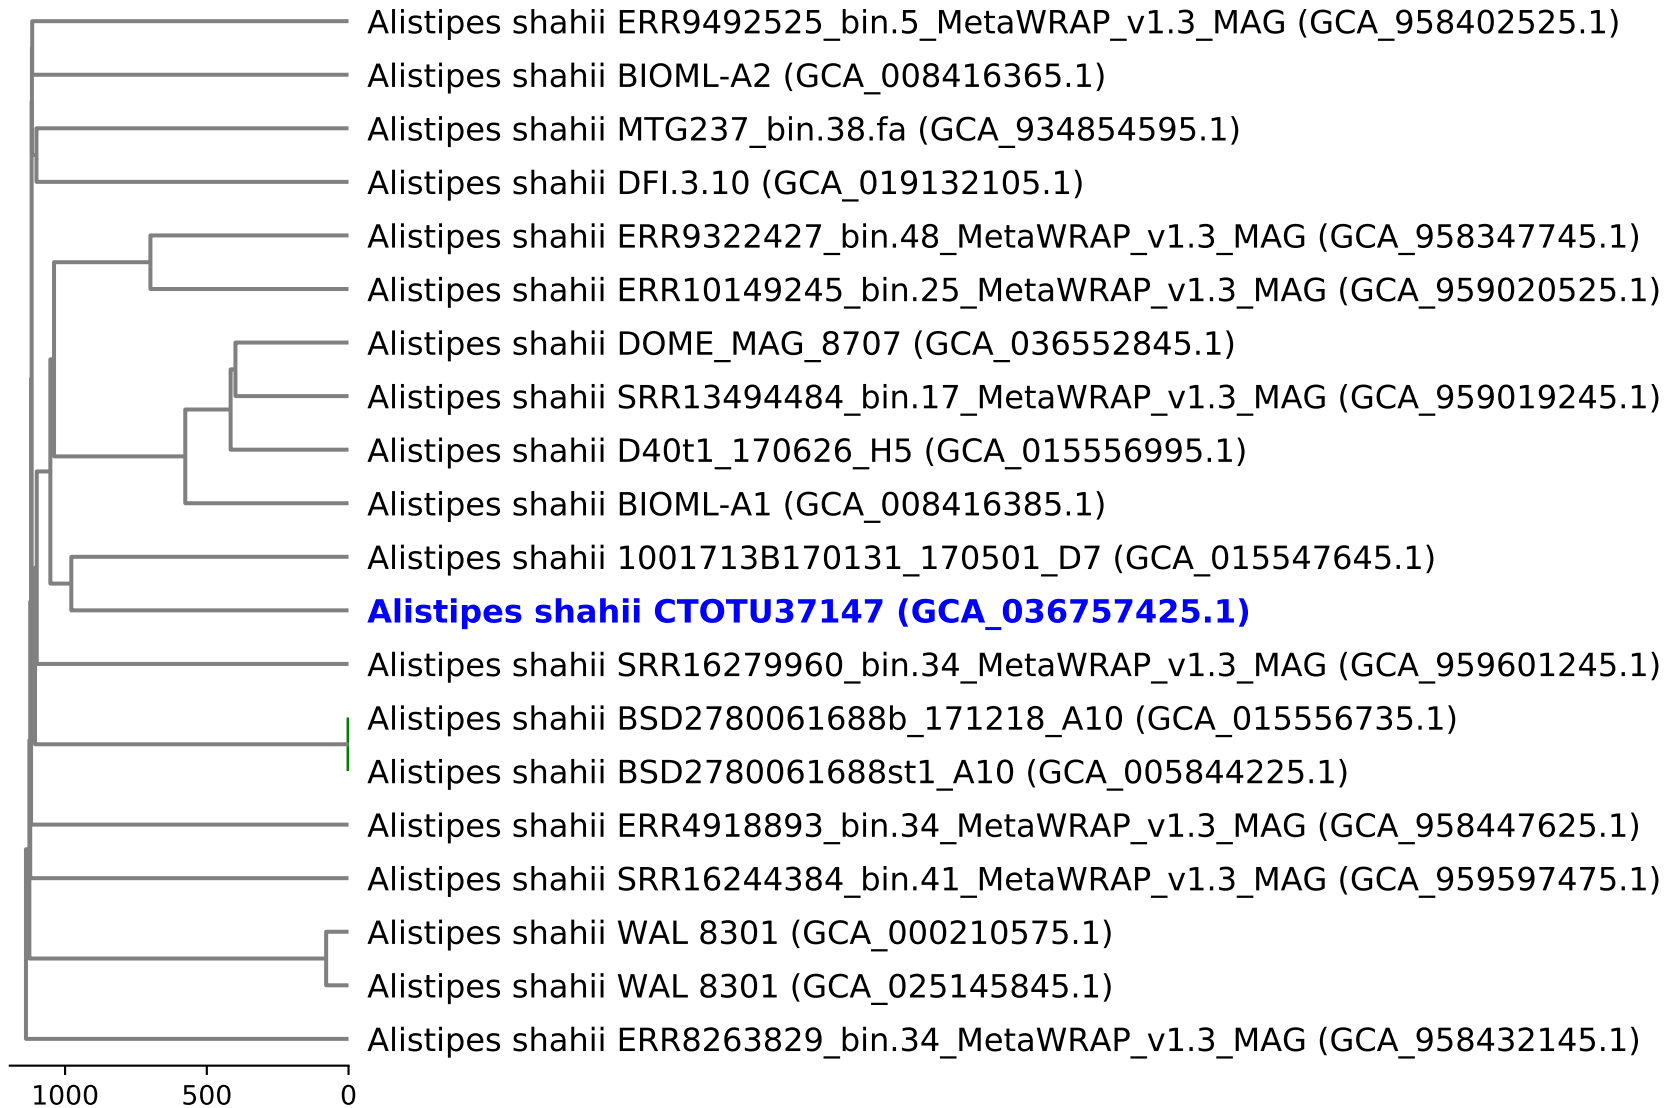 Alistipes shahii ERR9492525_bin.5_MetaWRAP_v1.3_MAG (GCA_958402525.1)
Alistipes shahii BIOML-A2 (GCA_008416365.1)
Alistipes shahii MTG237_bin.38.fa (GCA_934854595.1)
Alistipes shahii DFI.3.10 (GCA_019132105.1)
Alistipes shahii ERR9322427_bin.48_MetaWRAP_v1.3_MAG (GCA_958347745.1)
Alistipes shahii ERR10149245_bin.25_MetaWRAP_v1.3_MAG (GCA_959020525.1)
Alistipes shahii DOME_MAG_8707 (GCA_036552845.1)
Alistipes shahii SRR13494484_bin.17_MetaWRAP_v1.3_MAG (GCA_959019245.1)
Alistipes shahii D40t1_170626_H5 (GCA_015556995.1)
Alistipes shahii BIOML-A1 (GCA_008416385.1)
Alistipes shahii 1001713B170131_170501_D7 (GCA_015547645.1)
Alistipes shahii CTOTU37147 (GCA_036757425.1)
Alistipes shahii SRR16279960_bin.34_MetaWRAP_v1.3_MAG (GCA_959601245.1)
Alistipes shahii BSD2780061688b_171218_A10 (GCA_015556735.1)
Alistipes shahii BSD2780061688st1_A10 (GCA_005844225.1)
Alistipes shahii ERR4918893_bin.34_MetaWRAP_v1.3_MAG (GCA_958447625.1)
Alistipes shahii SRR16244384_bin.41_MetaWRAP_v1.3_MAG (GCA_959597475.1)
Alistipes shahii WAL 8301 (GCA_000210575.1)
Alistipes shahii WAL 8301 (GCA_025145845.1)
Alistipes shahii ERR8263829_bin.34_MetaWRAP_v1.3_MAG (GCA_958432145.1)
1000 500 0